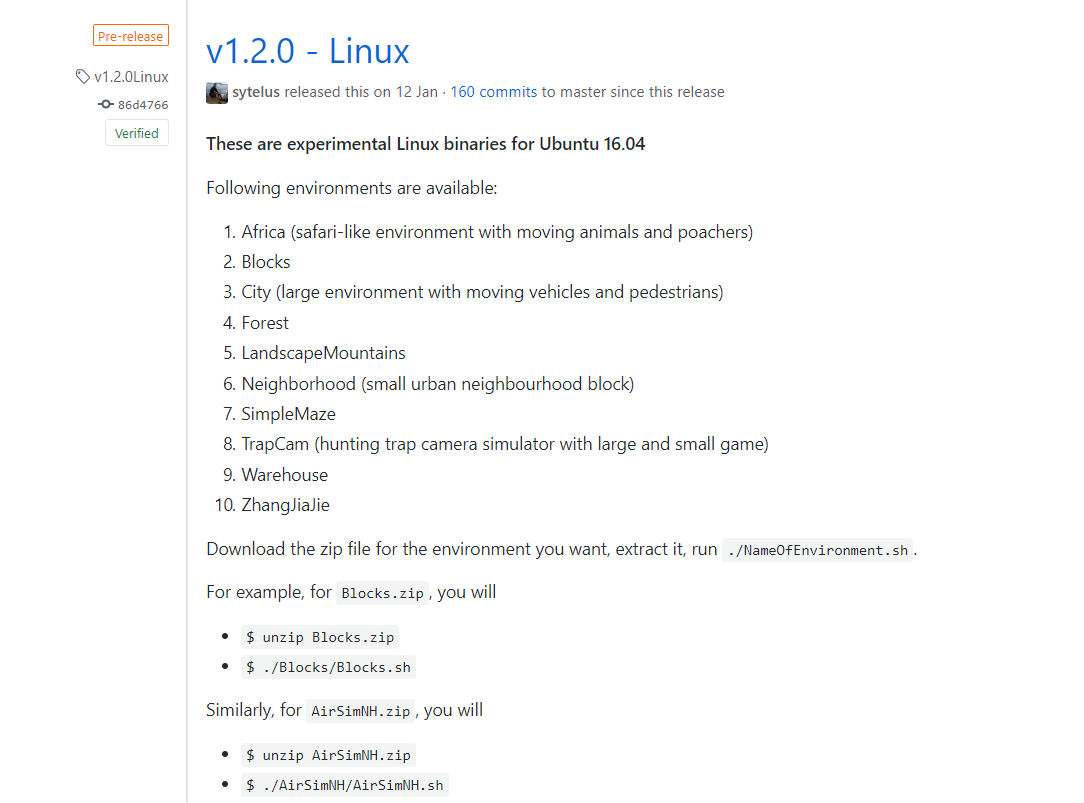 Pre-release
v1.2.0Linux
86d4766
Verified
v1.2.0 - Linux
sytelus released this on 12 Jan · 160 commits to master since this release
These are experimental Linux binaries for Ubuntu 16.04
Following environments are available:
1. Africa (safari-like environment with moving animals and poachers)
2. Blocks
3. City (large environment with moving vehicles and pedestrians)
4. Forest
5. LandscapeMountains
6. Neighborhood (small urban neighbourhood block)
7. SimpleMaze
8. TrapCam (hunting trap camera simulator with large and small game)
9. Warehouse
10. ZhangJiaJie
Download the zip file for the environment you want, extract it, run ./NameOfEnvironment.sh.
For example, for Blocks.zip, you will
• $ unzip Blocks.zip
• $ ./Blocks/Blocks.sh
Similarly, for AirSimNH.zip, you will
• $ unzip AirSimNH.zip
• $ ./AirSimNH/AirSimNH.sh